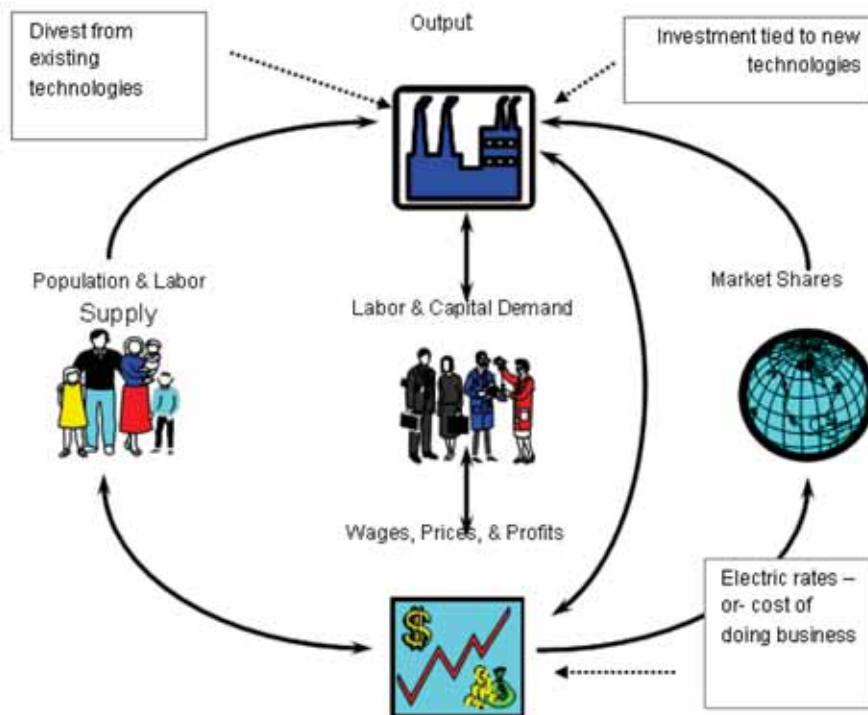 Divest from
existing
technologies
Output
Investment tied to new
technologies
Population & Labor
Supply
Labor & Capital Demand
Market Shares
Wages, Prices, & Profits
Electric rates –
or- cost of
doing business
$